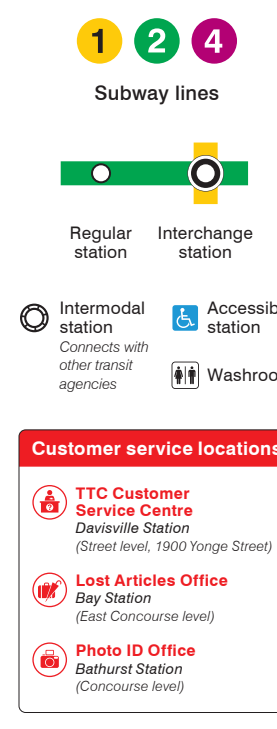 1 2 4
Subway lines
Regular
station
Interchange
station
Intermodal
station
Connects with
other transit
agencies
Accessib
station
Washroo
Customer service locations
?
TTC Customer
Service Centre
Davisville Station
(Street level, 1900 Yonge Street)
Lost Articles Office
Bay Station
(East Concourse level)
Photo ID Office
Bathurst Station
(Concourse level)